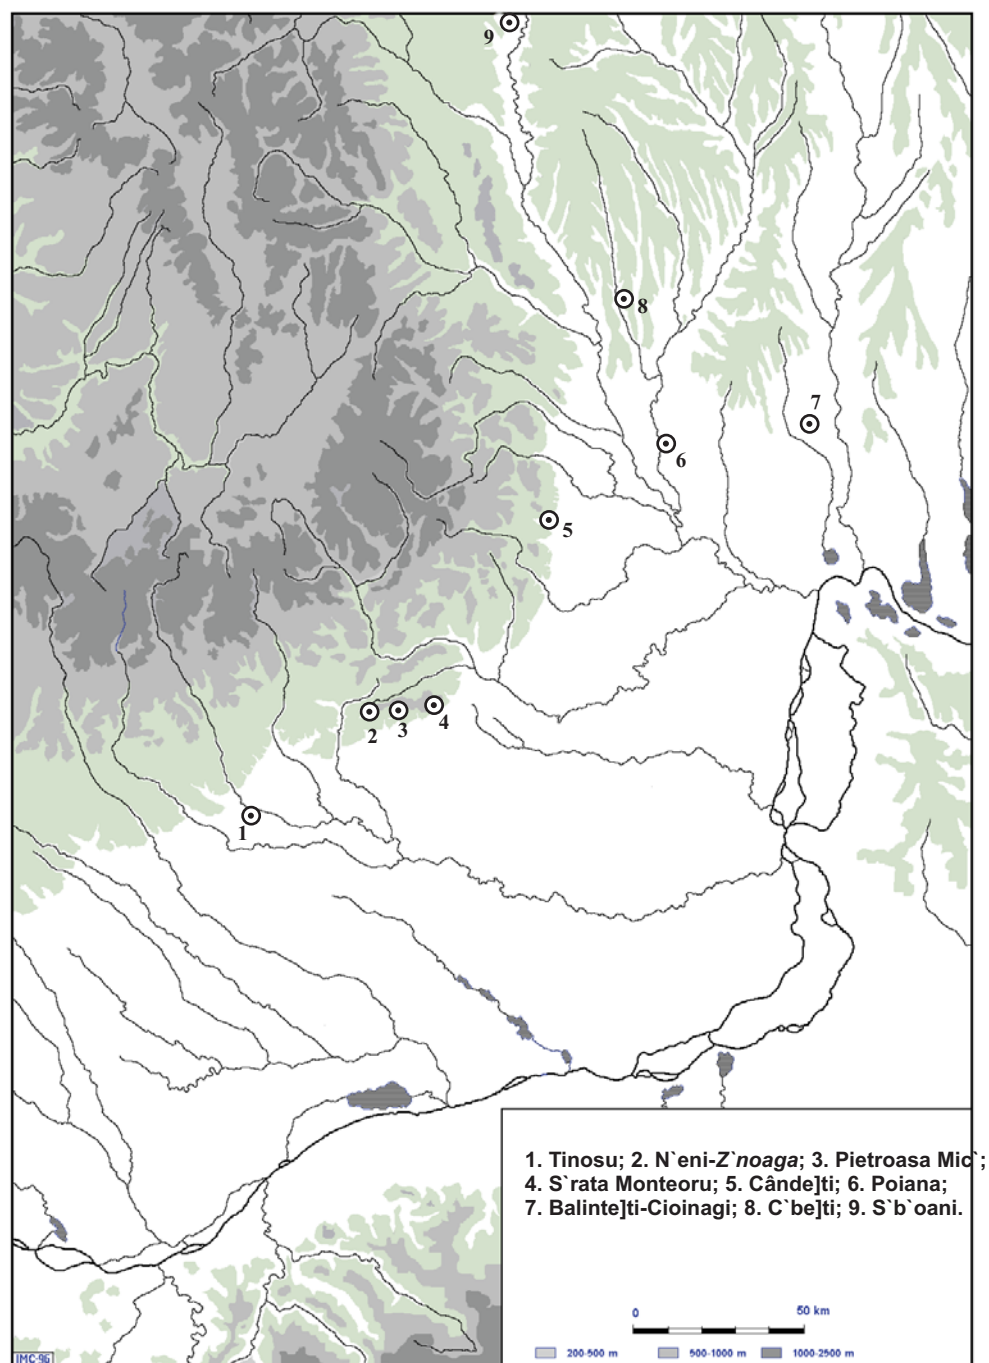 9
8
7
6
5
4
3
2
1
1. Tinosu; 2. N`eni-Z`noaga; 3. Pietroasa Mic`;
4. S`rata Monteoru; 5. Cânde]ti; 6. Poiana;
7. Balinte]ti-Cioinagi; 8. C`be]ti; 9. S`b`oani.
0 50 km
200-500 m 500-1000 m 1000-2500 m
IMC-96